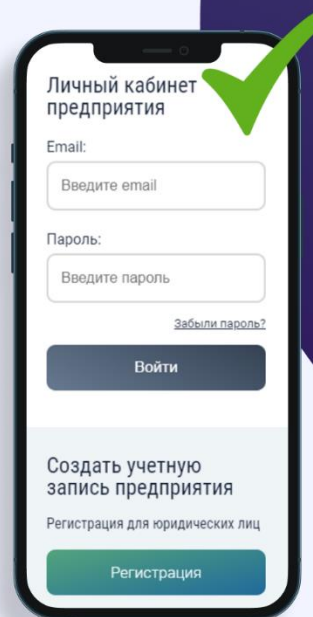 Личный кабинет
предприятия
Email:
Введите email
Пароль:
Введите пароль
Забыли пароль?
Войти
Создать учетную
запись предприятия
Регистрация для юридических лиц
Регистрация